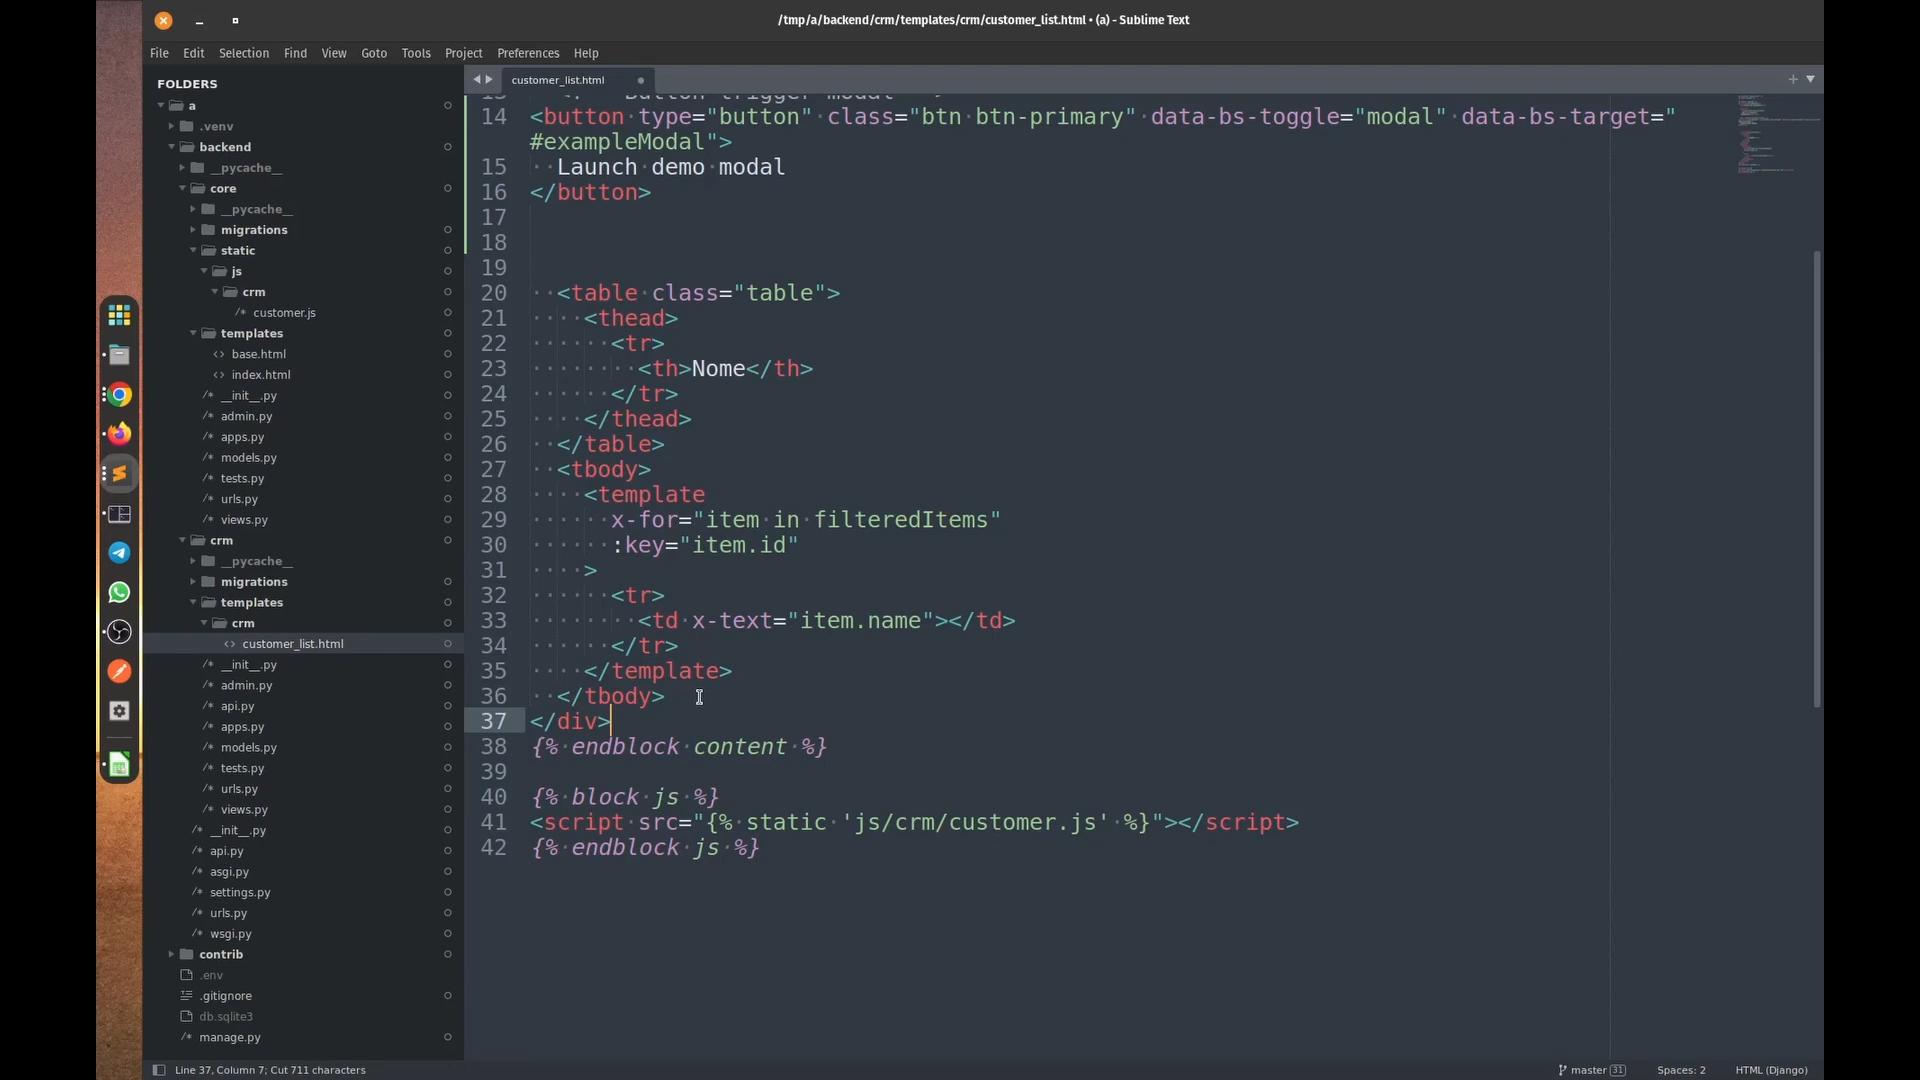 /tmp/a/backend/crm/templates/crm/customer_list.html • (a) - Sublime Text
File Edit Selection Find View Goto Tools Project Preferences Help
FOLDERS
a
.venv
backend
__pycache__
core
__pycache__
migrations
static
js
crm
/* customer.js
templates
<> base.html
<> index.html
/* __init__.py
/* admin.py
/* apps.py
/* models.py
/* tests.py
/* urls.py
/* views.py
crm
__pycache__
migrations
templates
crm
<> customer_list.html
/* __init__.py
/* admin.py
/* api.py
/* apps.py
/* models.py
/* tests.py
/* urls.py
/* views.py
/* __init__.py
/* api.py
/* asgi.py
/* settings.py
/* urls.py
/* wsgi.py
contrib
.env
.gitignore
db.sqlite3
/* manage.py
customer_list.html
14 <button type="button" class="btn btn-primary" data-bs-toggle="modal" data-bs-target="
#exampleModal">
15 Launch demo modal
16 </button>
17
18
19
20 <table class="table">
21 <thead>
22 <tr>
23 <th>Nome</th>
24 </tr>
25 </thead>
26 </table>
27 <tbody>
28 <template
29 x-for="item in filteredItems"
30 :key="item.id"
31 >
32 <tr>
33 <td x-text="item.name"></td>
34 </tr>
35 </template>
36 </tbody>
37 </div>
38 {% endblock content %}
39
40 {% block js %}
41 <script src="{% static 'js/crm/customer.js' %}"></script>
42 {% endblock js %}
Line 37, Column 7; Cut 711 characters
master 31
Spaces: 2
HTML (Django)